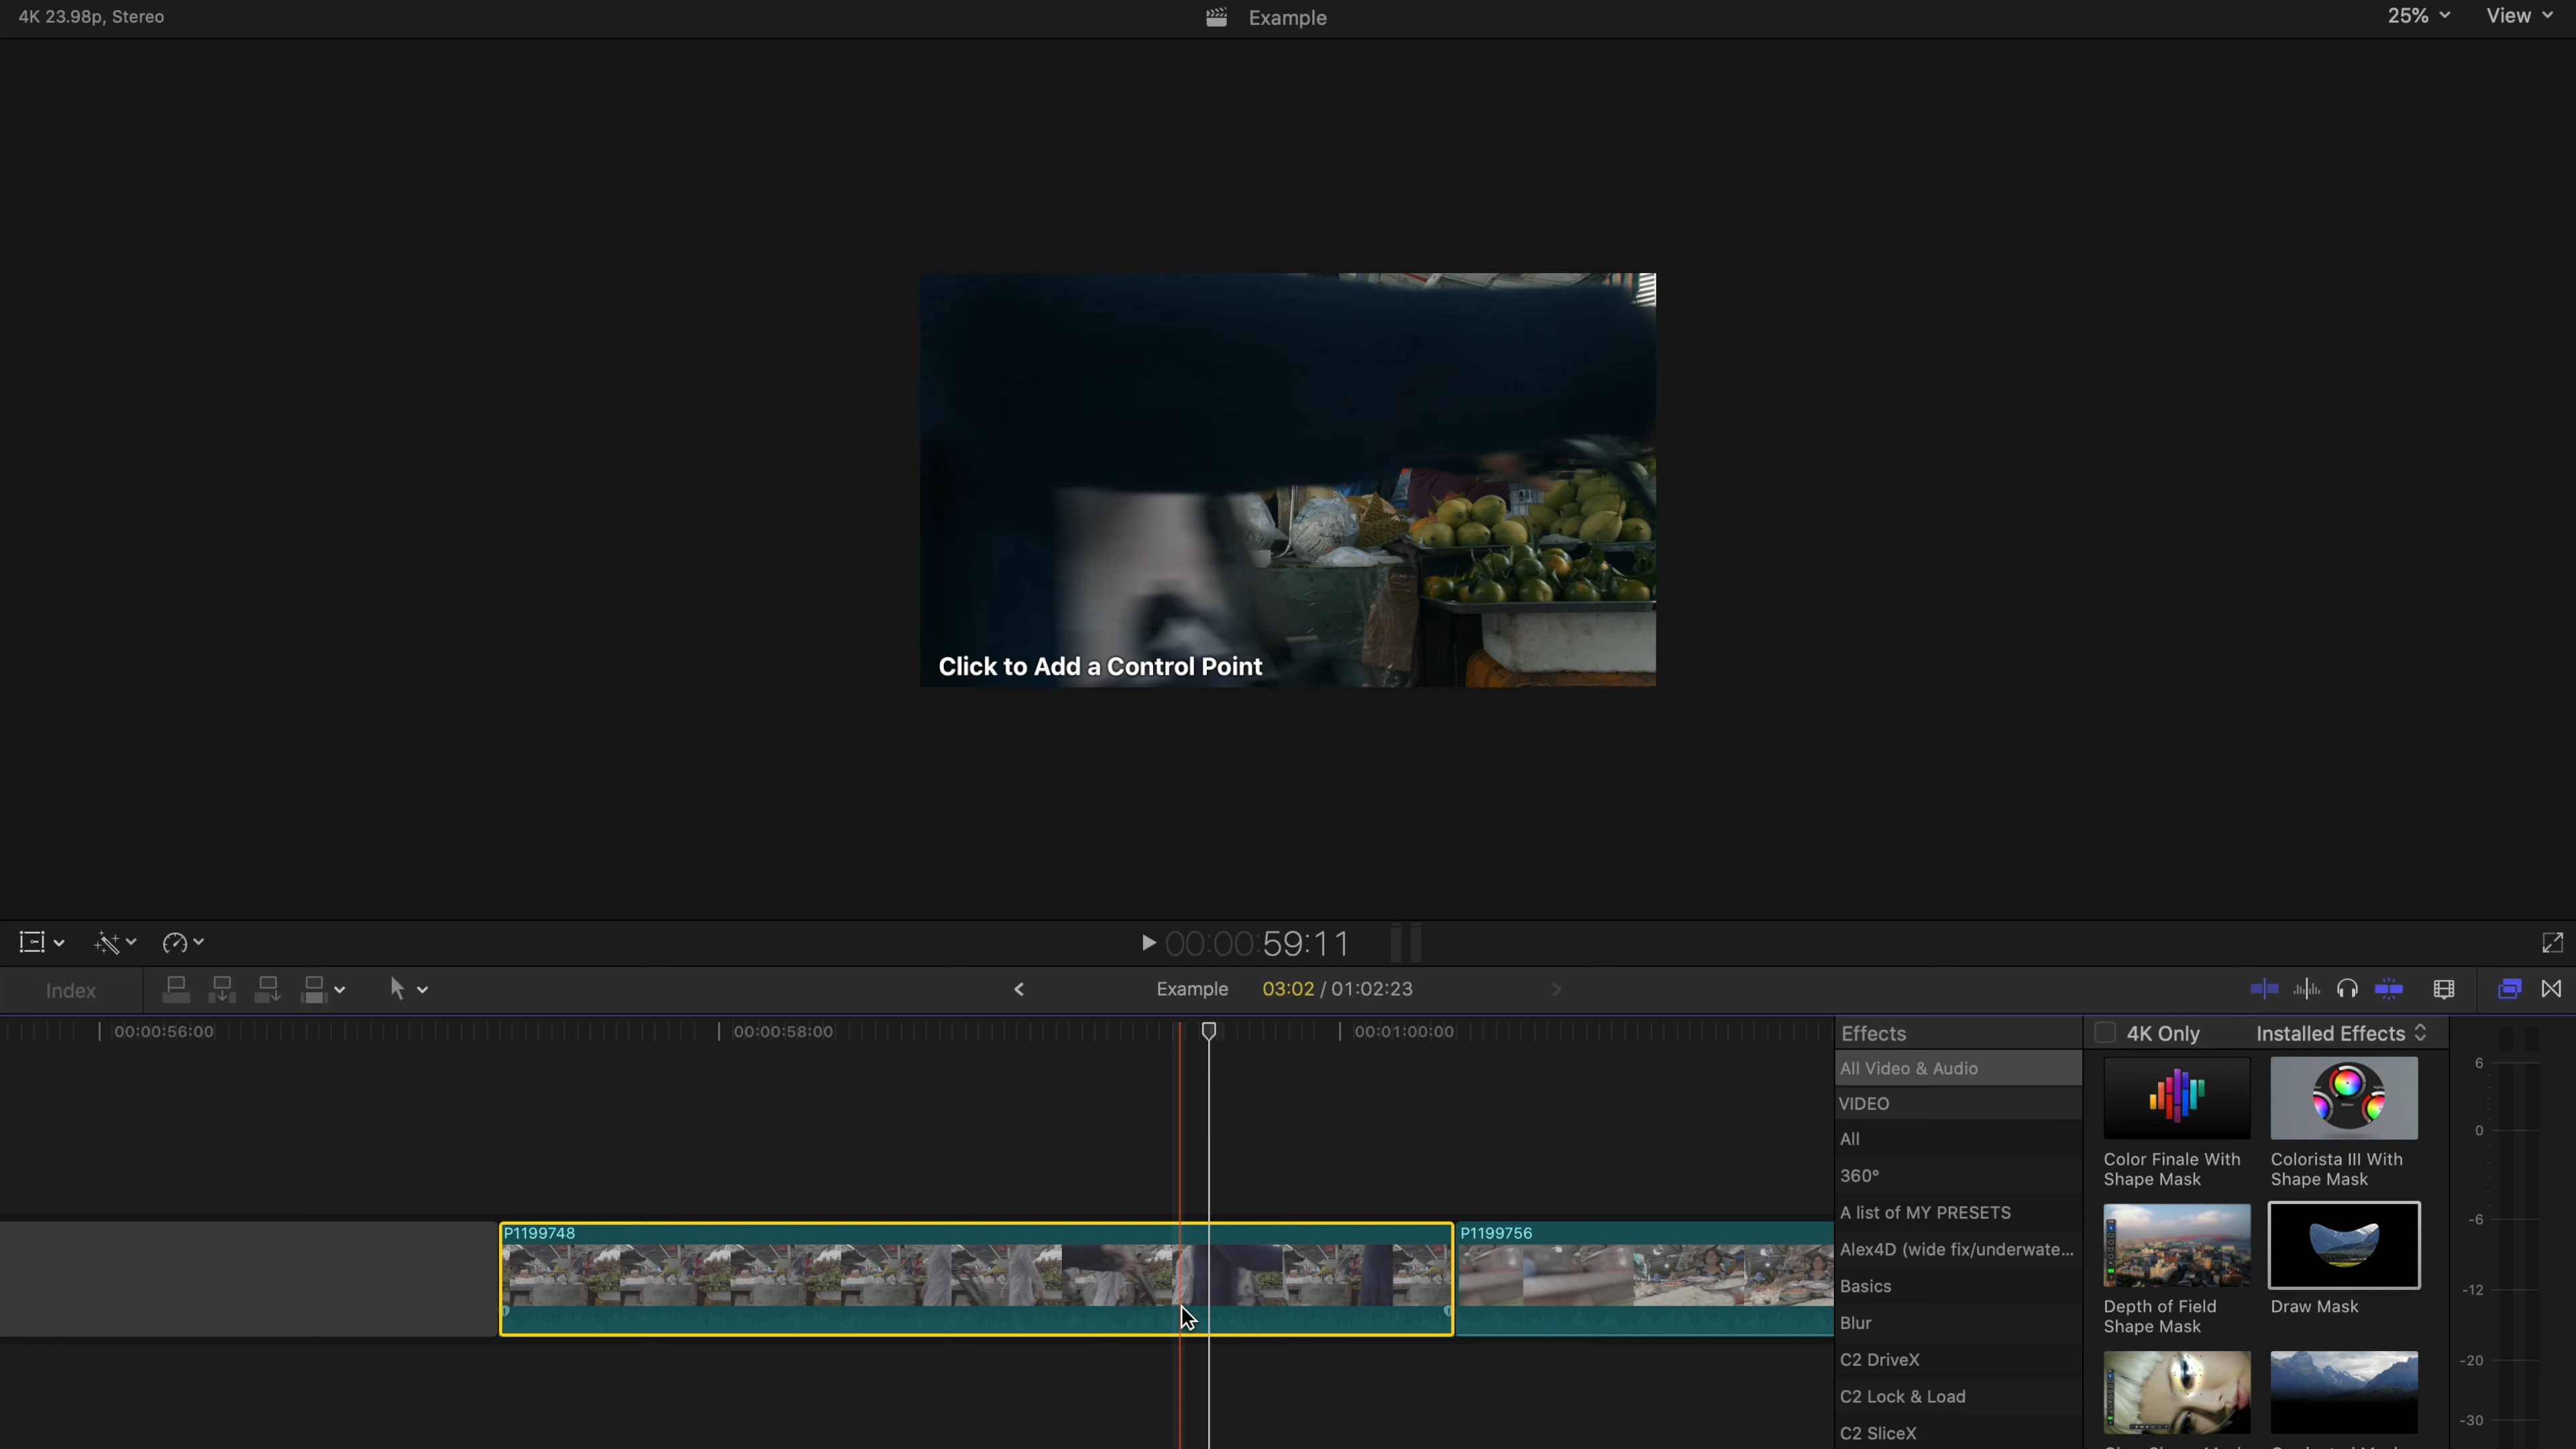 4K 23.98p, Stereo
Example
25%
View
Click to Add a Control Point
00:00:59:11
Index
Example
03:02 / 01:02:23
00:00:56:00
00:00:58:00
00:01:00:00
P1199748
P1199756
Effects
4K Only
Installed Effects
All Video & Audio
VIDEO
All
360°
A list of MY PRESETS
Alex4D (wide fix/underwate...
Basics
Blur
C2 DriveX
C2 Lock & Load
C2 SliceX
Color Finale With
Shape Mask
Colorista III With
Shape Mask
Depth of Field
Shape Mask
Draw Mask
6
0
-6
-12
-20
-30